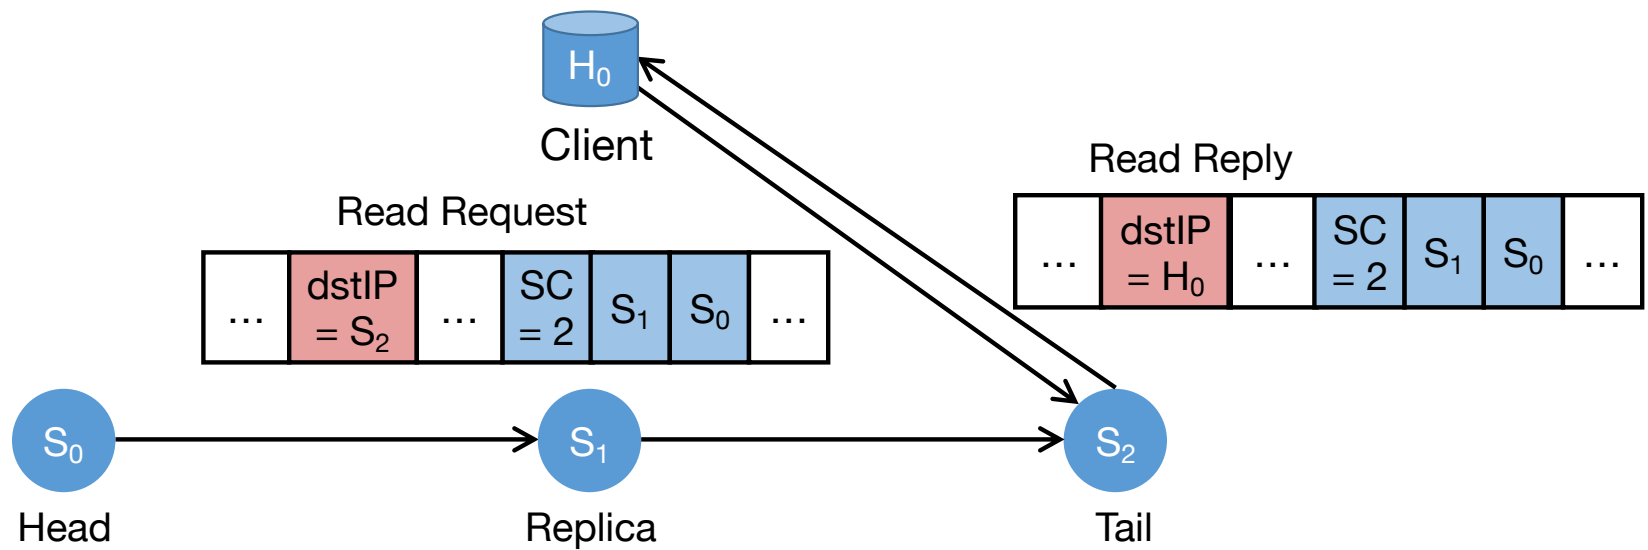 H₀
Client
Read Reply
... dstIP = H₀ ... SC = 2 S₁ S₀ ...
Read Request
... dstIP = S₂ ... SC = 2 S₁ S₀ ...
S₀ S₁ S₂
Head Replica Tail